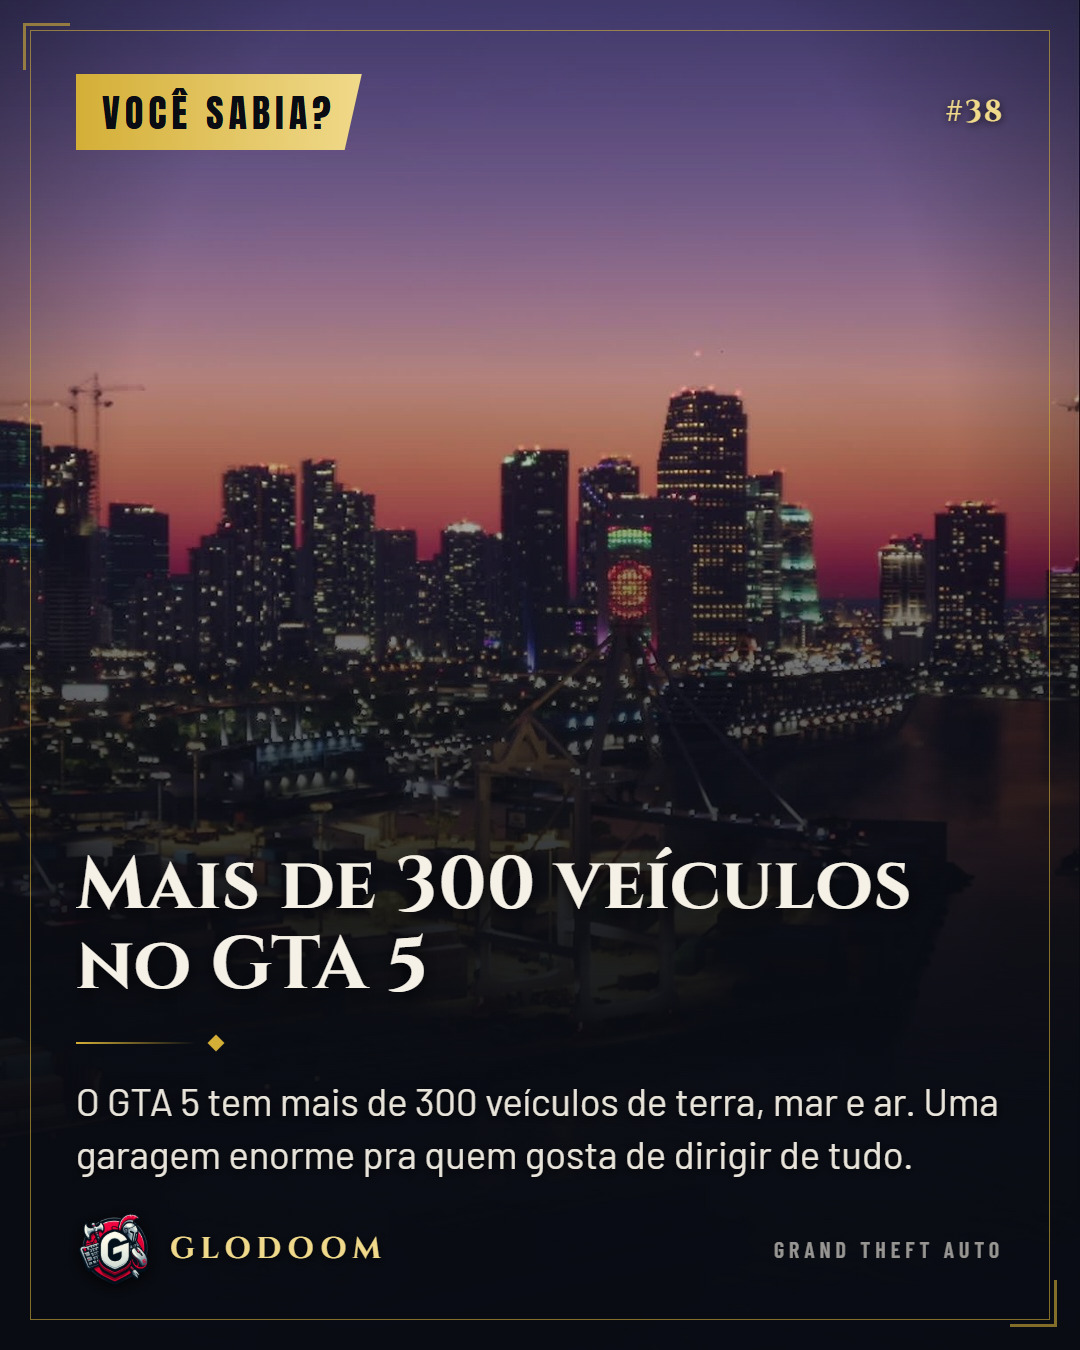 VOCÊ SABIA?
#38
Mais de 300 veículos
no GTA 5
O GTA 5 tem mais de 300 veículos de terra, mar e ar. Uma
garagem enorme pra quem gosta de dirigir de tudo.
G
GLODOOM
GRAND THEFT AUTO